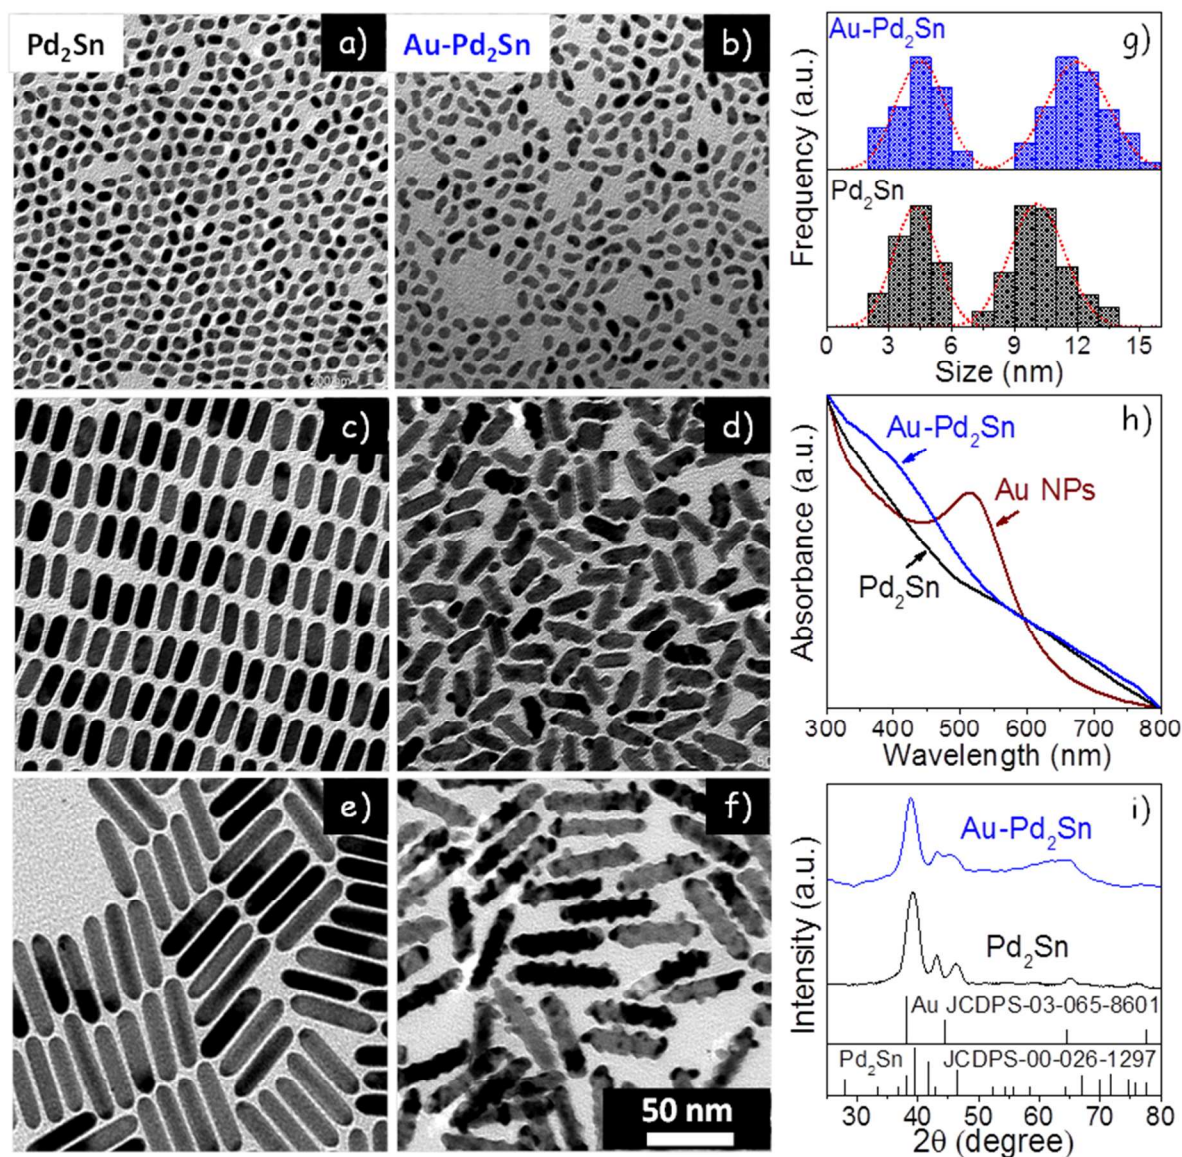 Pd₂Sn
a)
Au-Pd₂Sn
b)
c)
d)
e)
f)
50 nm
g)
Au-Pd₂Sn
Pd₂Sn
Frequency (a.u.)
0 3 6 9 12 15
Size (nm)
h)
Au-Pd₂Sn
Au NPs
Pd₂Sn
Absorbance (a.u.)
300 400 500 600 700 800
Wavelength (nm)
i)
Au-Pd₂Sn
Pd₂Sn
Au JCDPS-03-065-8601
Pd₂Sn JCDPS-00-026-1297
Intensity (a.u.)
30 40 50 60 70 80
2θ (degree)